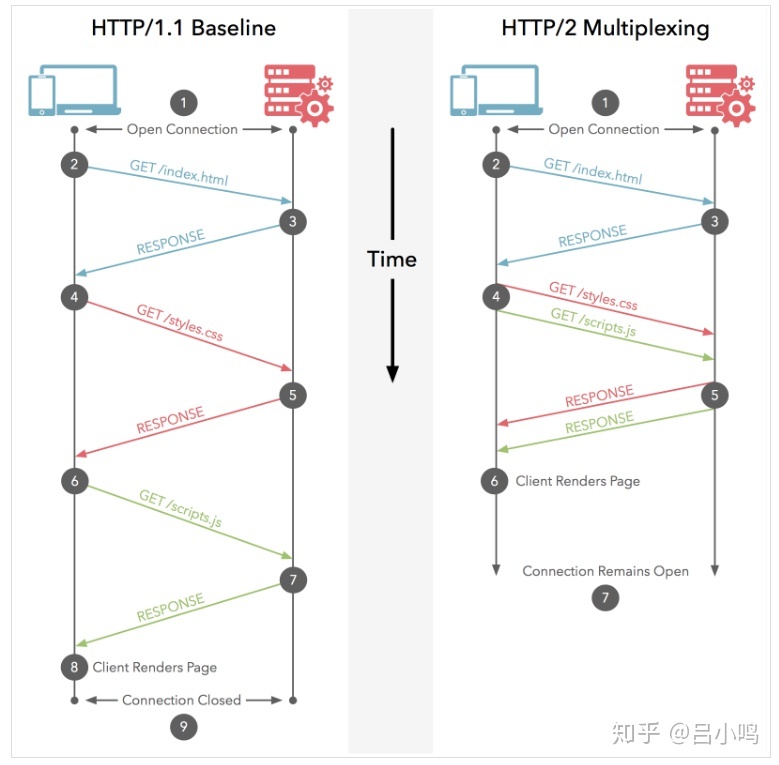 HTTP/1.1 Baseline
1
Open Connection
2
GET /index.html
3
RESPONSE
4
GET /styles.css
5
RESPONSE
6
GET /scripts.js
7
RESPONSE
8 Client Renders Page
Connection Closed
9
Time
HTTP/2 Multiplexing
1
Open Connection
2
GET /index.html
3
RESPONSE
4
GET /styles.css
GET /scripts.js
5
RESPONSE
RESPONSE
6 Client Renders Page
Connection Remains Open
7
知乎 @吕小鸣